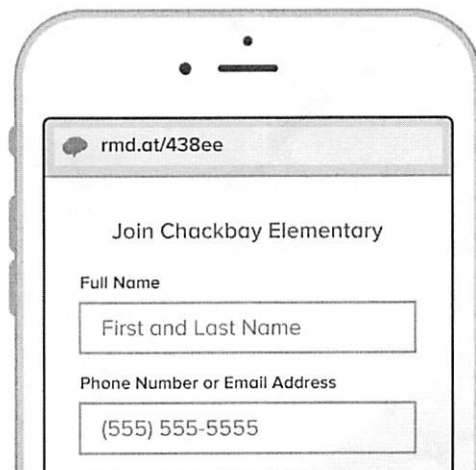 rmd.at/438ee
Join Chackbay Elementary
Full Name
First and Last Name
Phone Number or Email Address
(555) 555-5555